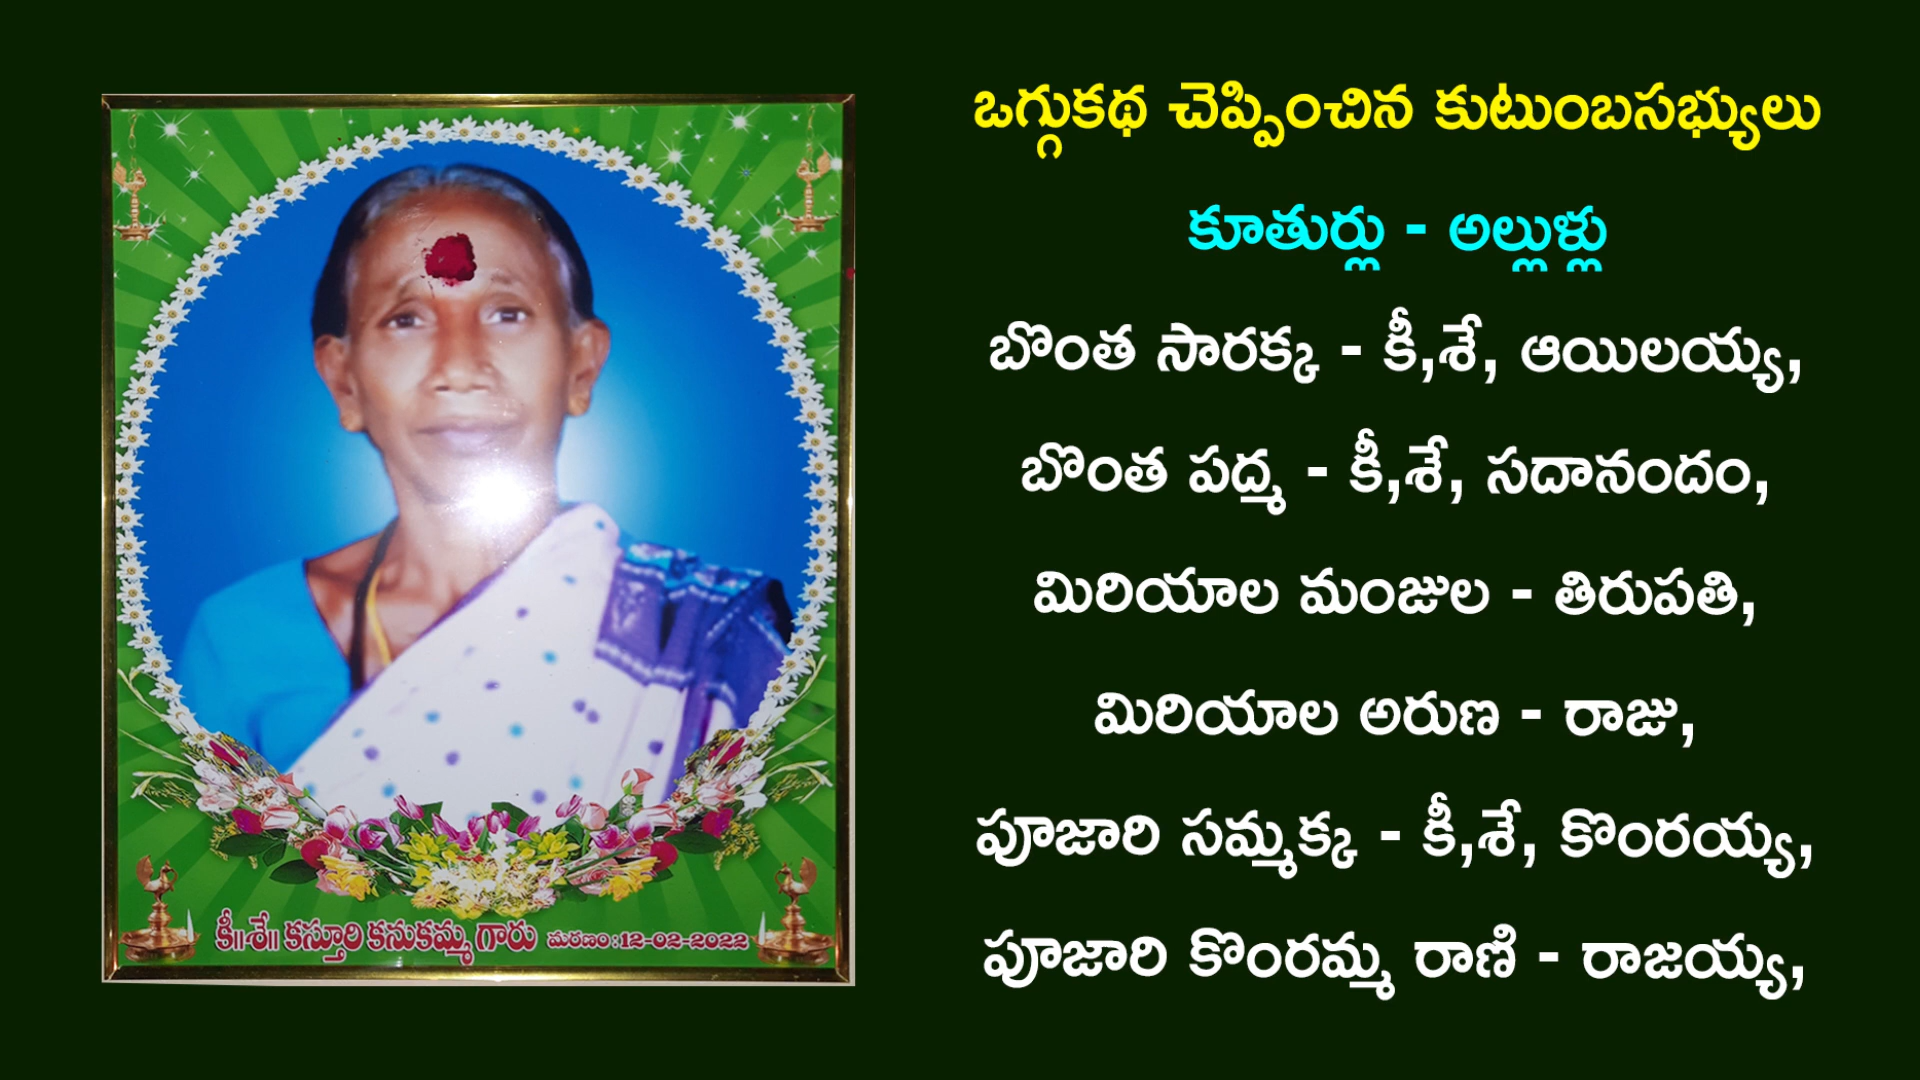 ఒగ్గుకథ చెప్పించిన కుటుంబసభ్యులు
కూతుర్లు - అల్లుళ్లు
బొంత సారక్క - కీ,శే, ఆయిలయ్య,
బొంత పద్మ - కీ,శే, సదానందం,
మిరియాల మంజుల - తిరుపతి,
మిరియాల అరుణ - రాజు,
పూజారి సమ్మక్క - కీ,శే, కొంరయ్య,
పూజారి కొంరమ్మ రాణి - రాజయ్య,
కీ॥శే॥ కస్తూరి కనుకమ్మ గారు మరణం:12-02-2022